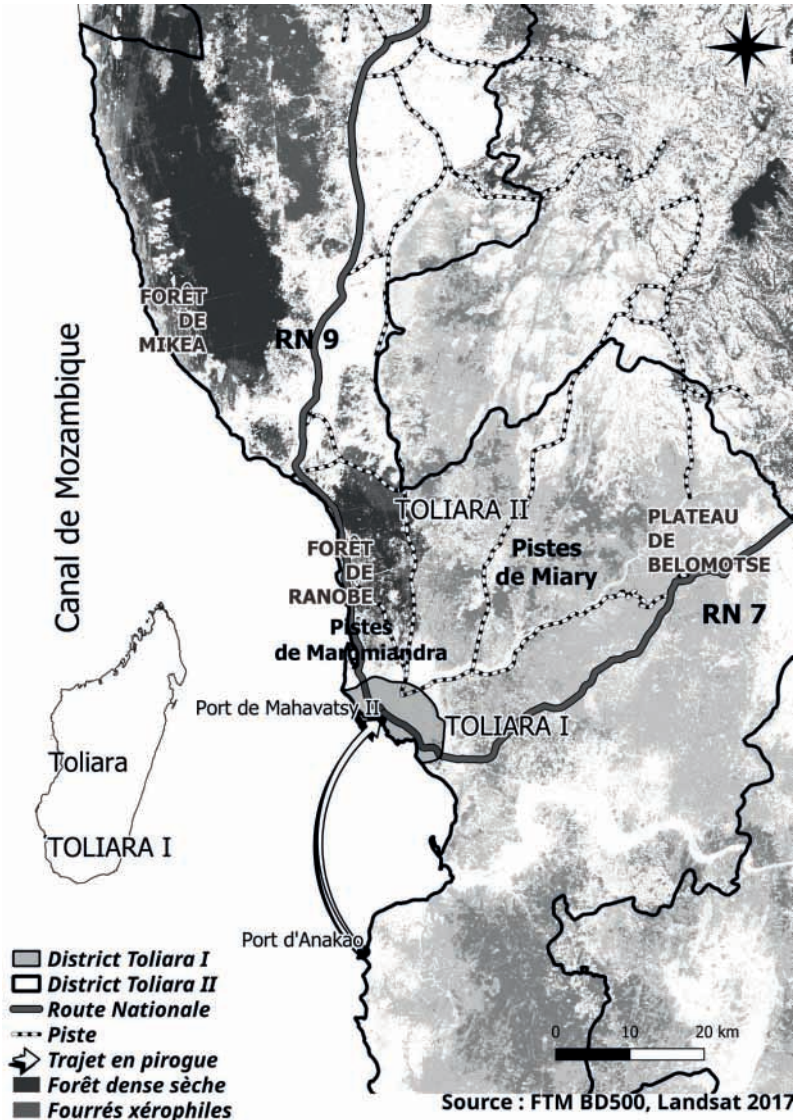 FORÊT
DE
MIKEA
RN 9
Canal de Mozambique
TOLIARA II
FORÊT
DE
RANOBE
Pistes
de Miary
PLATEAU
DE
BELOMOTSE
RN 7
Pistes
de Maromiandra
Port de Mahavatsy II
TOLIARA I
Toliara
TOLIARA I
Port d'Anakao
District Toliara I
District Toliara II
Route Nationale
Piste
Trajet en pirogue
Forêt dense sèche
Fourrés xérophiles
0 10 20 km
Source : FTM BD500, Landsat 2017